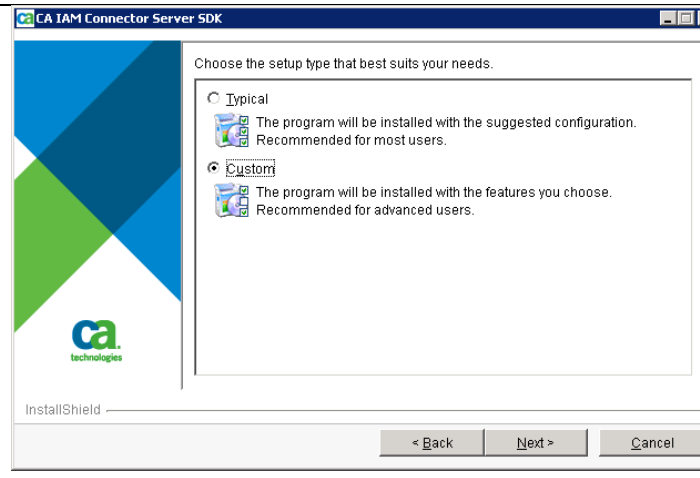 CA IAM Connector Server SDK
Choose the setup type that best suits your needs.
Typical
The program will be installed with the suggested configuration.
Recommended for most users.
Custom
The program will be installed with the features you choose.
Recommended for advanced users.
ca
technologies
InstallShield
< Back
Next >
Cancel